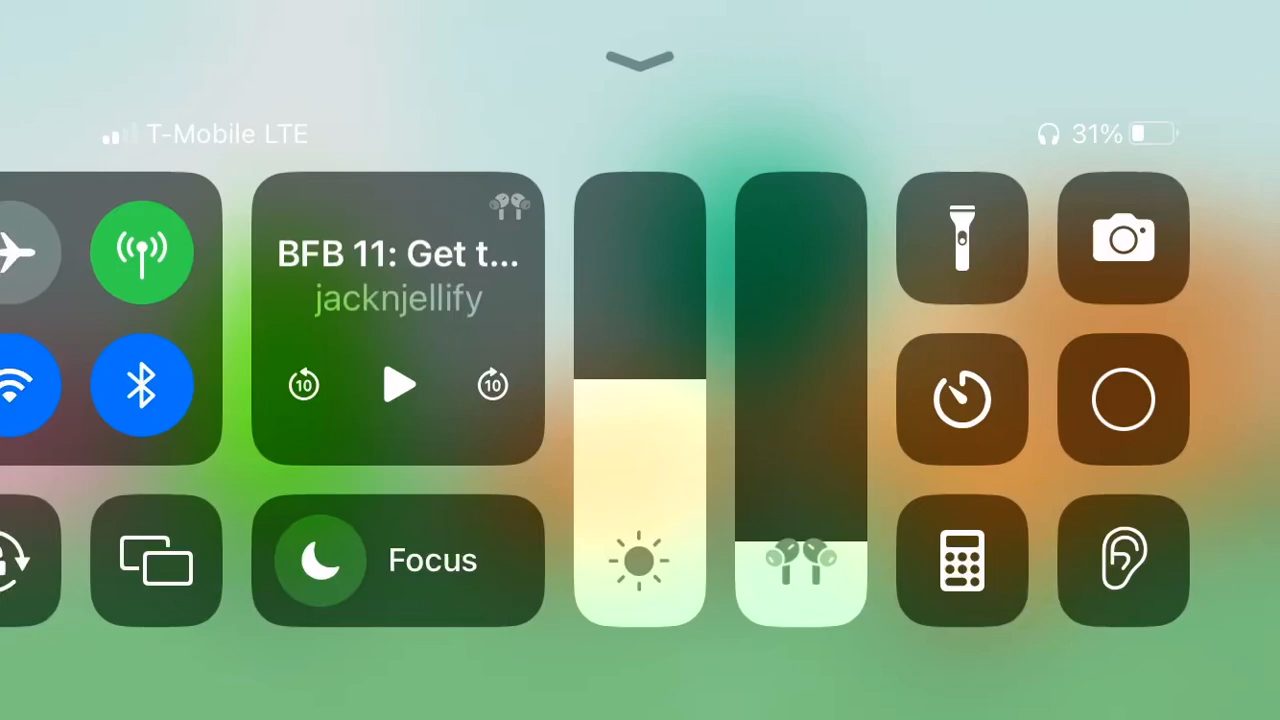 T-Mobile LTE
31%
BFB 11: Get t...
jacknjellify
10
10
Focus